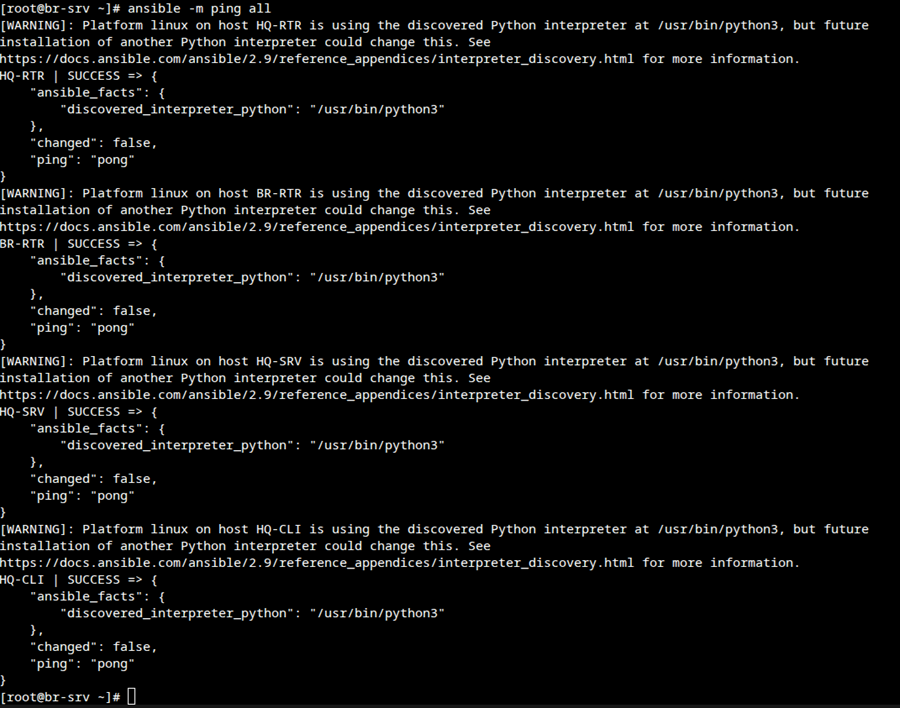 [root@br-srv ~]# ansible -m ping all
[WARNING]: Platform linux on host HQ-RTR is using the discovered Python interpreter at /usr/bin/python3, but future
installation of another Python interpreter could change this. See
https://docs.ansible.com/ansible/2.9/reference_appendices/interpreter_discovery.html for more information.
HQ-RTR | SUCCESS => {
    "ansible_facts": {
        "discovered_interpreter_python": "/usr/bin/python3"
    },
    "changed": false,
    "ping": "pong"
}
[WARNING]: Platform linux on host BR-RTR is using the discovered Python interpreter at /usr/bin/python3, but future
installation of another Python interpreter could change this. See
https://docs.ansible.com/ansible/2.9/reference_appendices/interpreter_discovery.html for more information.
BR-RTR | SUCCESS => {
    "ansible_facts": {
        "discovered_interpreter_python": "/usr/bin/python3"
    },
    "changed": false,
    "ping": "pong"
}
[WARNING]: Platform linux on host HQ-SRV is using the discovered Python interpreter at /usr/bin/python3, but future
installation of another Python interpreter could change this. See
https://docs.ansible.com/ansible/2.9/reference_appendices/interpreter_discovery.html for more information.
HQ-SRV | SUCCESS => {
    "ansible_facts": {
        "discovered_interpreter_python": "/usr/bin/python3"
    },
    "changed": false,
    "ping": "pong"
}
[WARNING]: Platform linux on host HQ-CLI is using the discovered Python interpreter at /usr/bin/python3, but future
installation of another Python interpreter could change this. See
https://docs.ansible.com/ansible/2.9/reference_appendices/interpreter_discovery.html for more information.
HQ-CLI | SUCCESS => {
    "ansible_facts": {
        "discovered_interpreter_python": "/usr/bin/python3"
    },
    "changed": false,
    "ping": "pong"
}
[root@br-srv ~]#